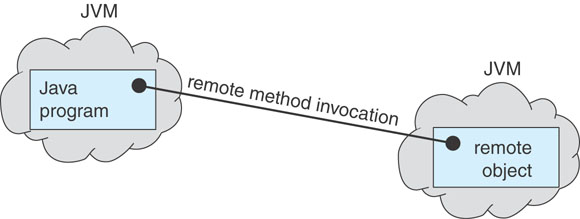 JVM
Java
program
remote method invocation
JVM
remote
object